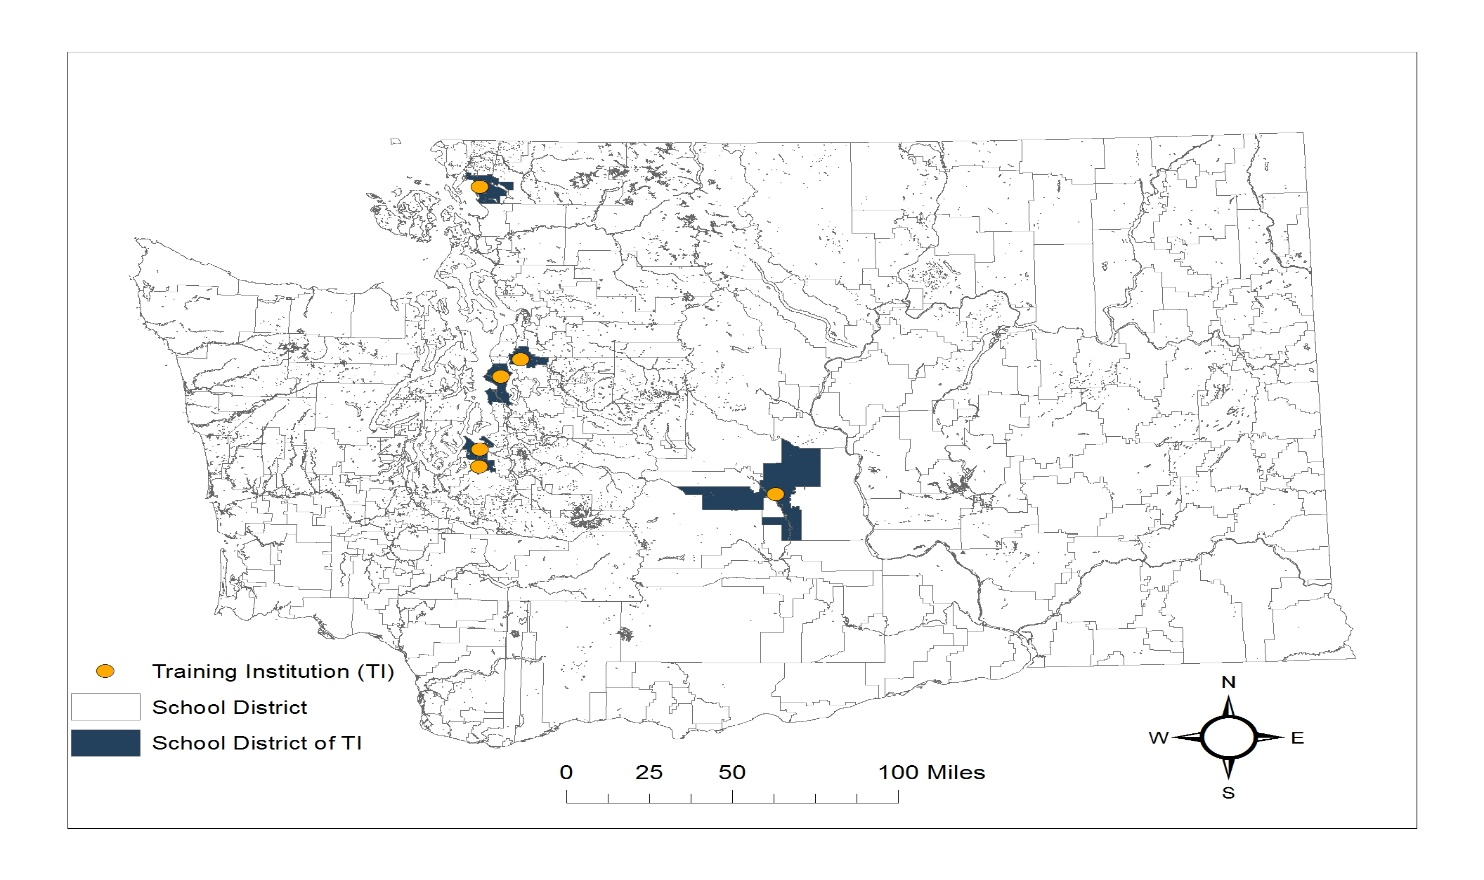 Training Institution (TI)
School District
School District of TI
0 25 50 100 Miles
N
W E
S